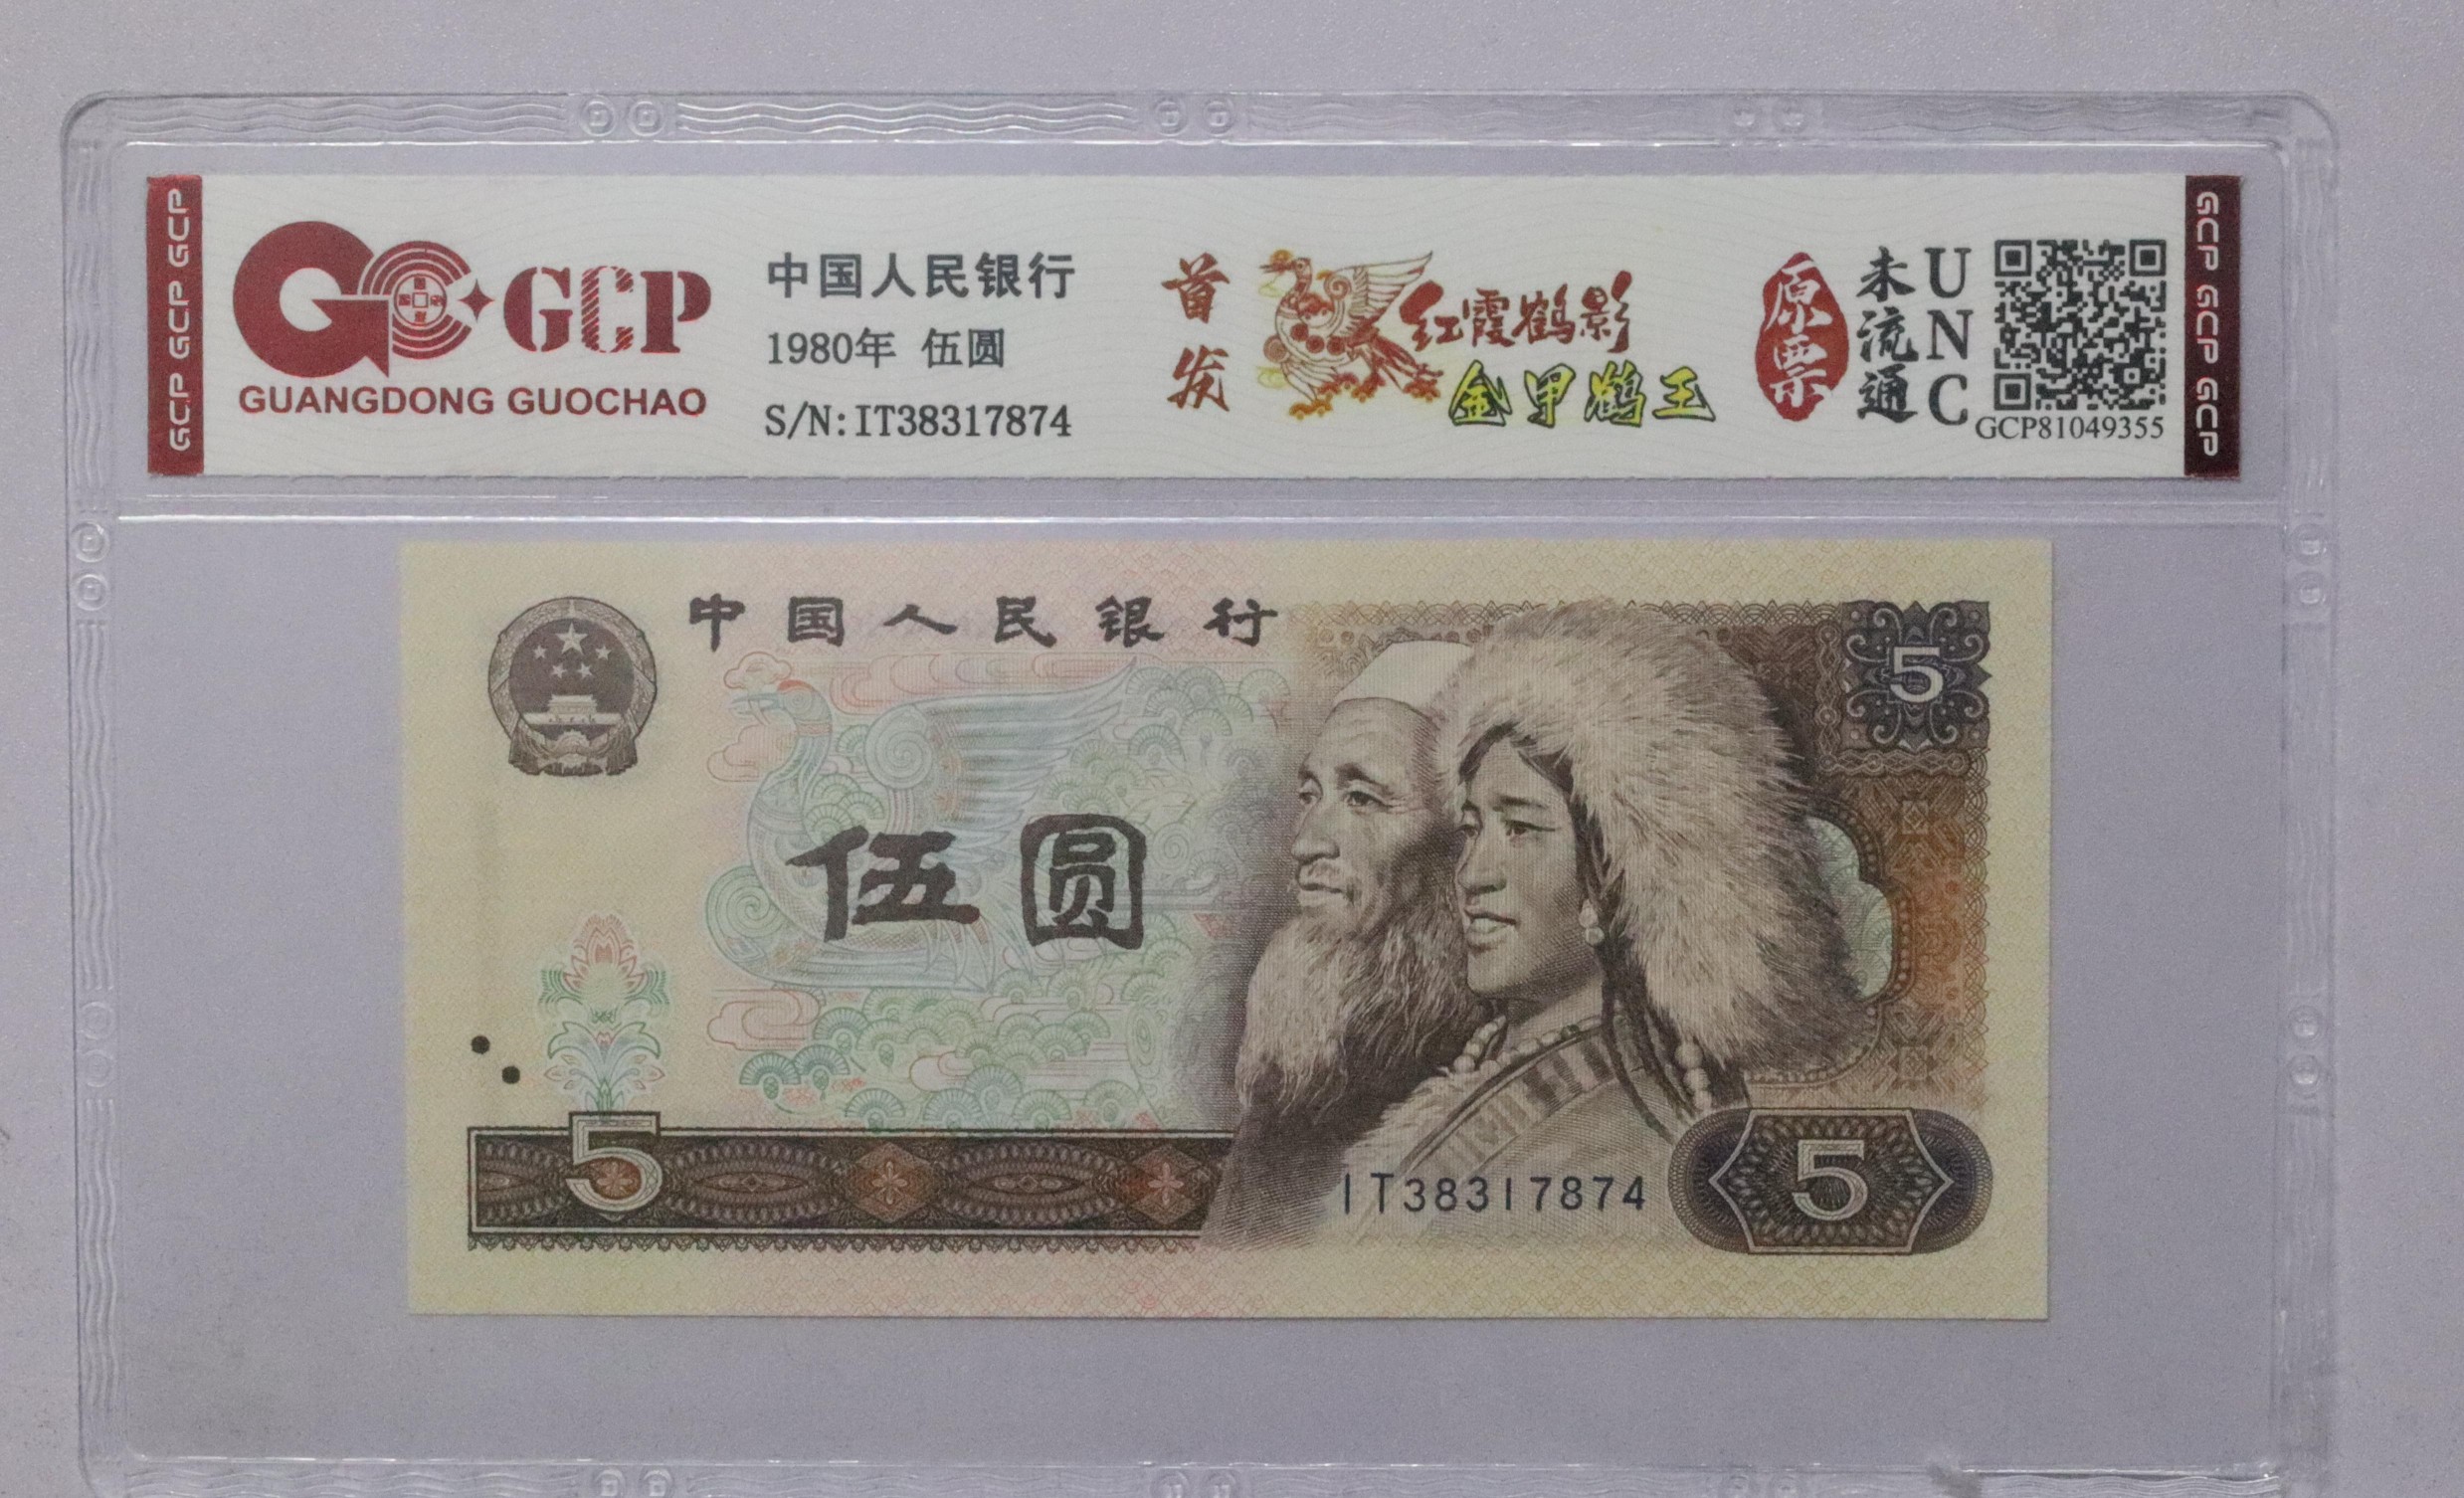 GCP GCP GCP
GCP
GUANGDONG GUOCHAO
中国人民银行
1980年 伍圆
S/N:IT38317874
首发
红霞鹤影
金甲鹤王
原票
未流通
UNC
GCP81049355
GCP GCP GCP
中国人民银行
5
伍圆
5
IT38317874
5